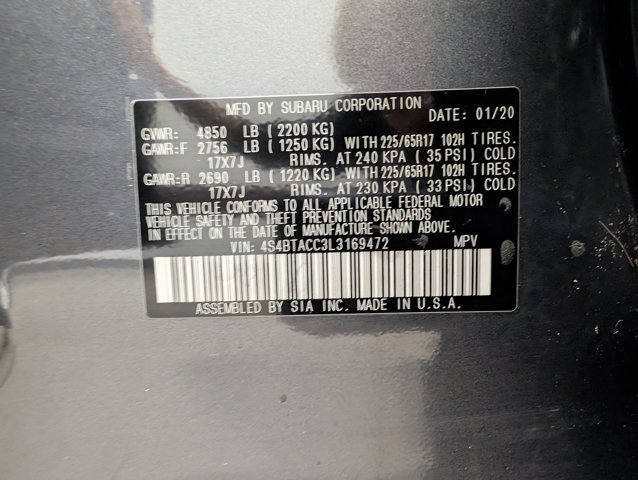 MFD BY SUBARU CORPORATION DATE: 01/20
GVWR: 4850 LB (2200 KG)
GAWR:F 2756 LB (1250 KG) WITH 225/65R17 102H TIRES.
17X7J RIMS. AT 240 KPA (35 PSI) COLD
GAWR:R 2690 LB (1220 KG) WITH 225/65R17 102H TIRES.
17X7J RIMS. AT 230 KPA (33 PSI) COLD
THIS VEHICLE CONFORMS TO ALL APPLICABLE FEDERAL MOTOR
VEHICLE SAFETY AND THEFT PREVENTION STANDARDS
IN EFFECT ON THE DATE OF MANUFACTURE SHOWN ABOVE.
VIN: 4S4BTACC3L3169472 MPV
ASSEMBLED BY SIA INC. MADE IN U.S.A.